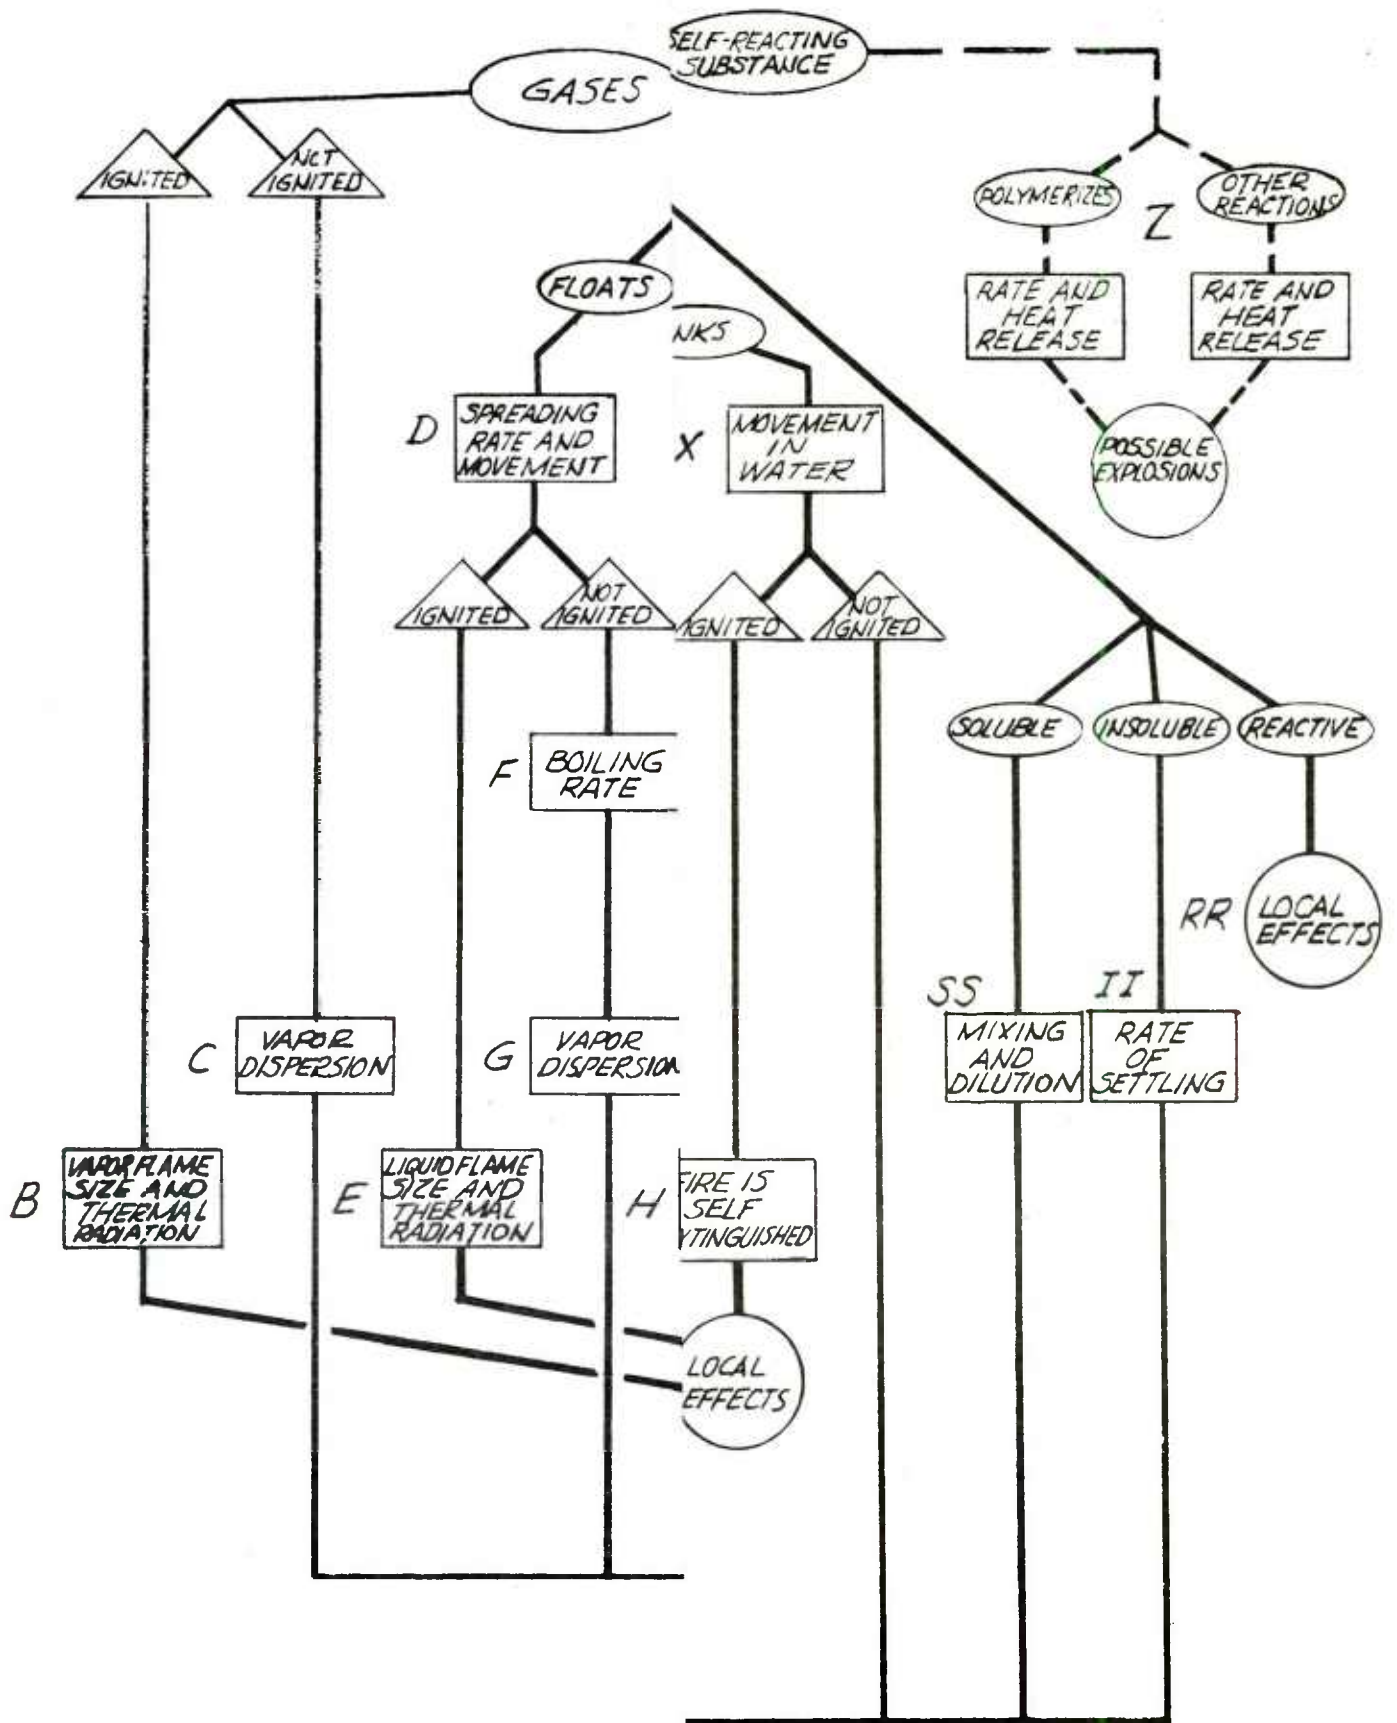 SELF-REACTING
SUBSTANCE
GASES
IGNITED
NOT
IGNITED
POLYMERIZES
Z
OTHER
REACTIONS
FLOATS
NKS
RATE AND
HEAT
RELEASE
RATE AND
HEAT
RELEASE
D
SPREADING
RATE AND
MOVEMENT
X
MOVEMENT
IN
WATER
POSSIBLE
EXPLOSIONS
IGNITED
NOT
IGNITED
IGNITED
NOT
IGNITED
SOLUBLE
INSOLUBLE
REACTIVE
F
BOILING
RATE
RR
LOCAL
EFFECTS
SS
II
C
VAPOR
DISPERSION
G
VAPOR
DISPERSION
MIXING
AND
DILUTION
RATE
OF
SETTLING
B
VAPOR FLAME
SIZE AND
THERMAL
RADIATION
E
LIQUID FLAME
SIZE AND
THERMAL
RADIATION
H
FIRE IS
SELF
XTINGUISHED
LOCAL
EFFECTS